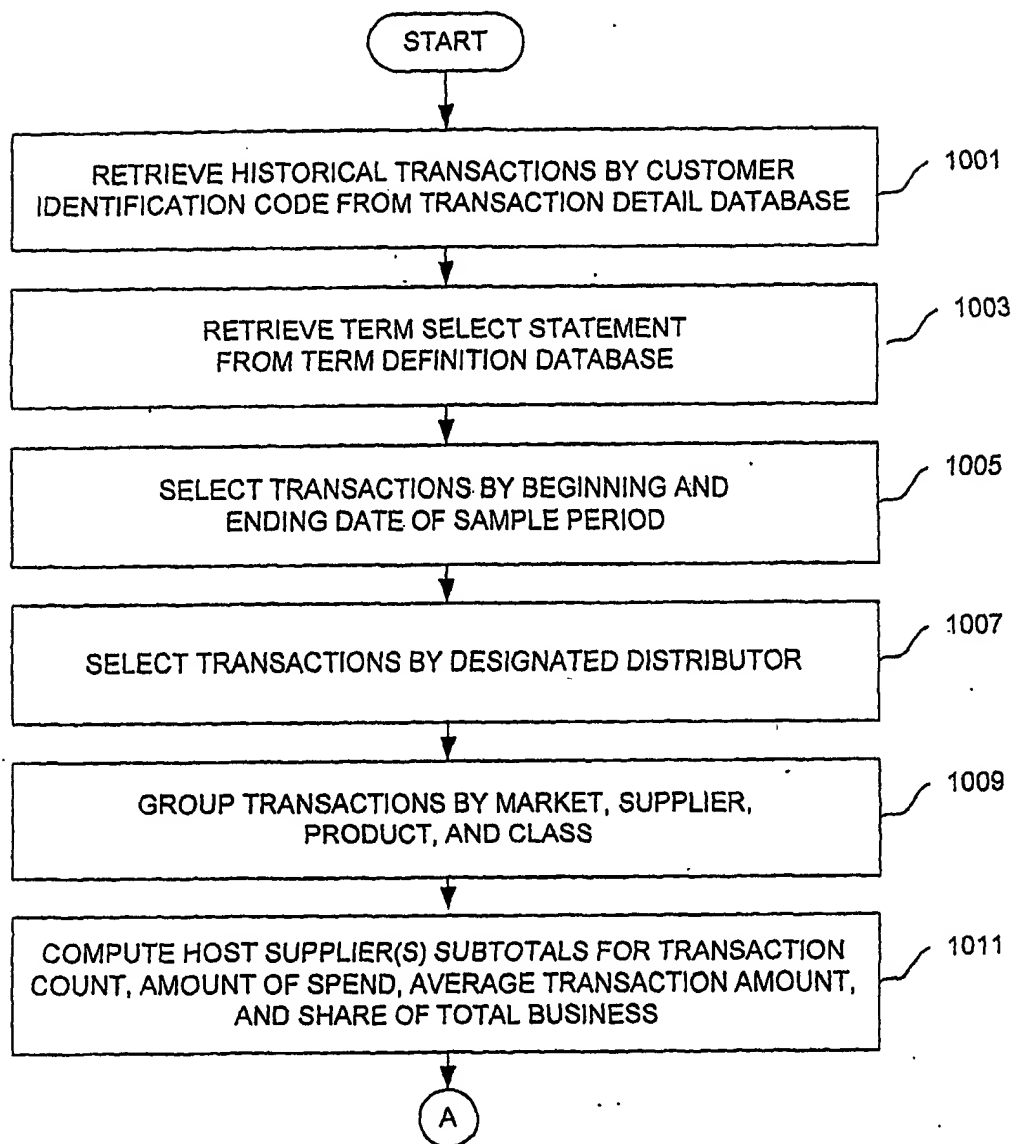 START
RETRIEVE HISTORICAL TRANSACTIONS BY CUSTOMER
IDENTIFICATION CODE FROM TRANSACTION DETAIL DATABASE
1001
RETRIEVE TERM SELECT STATEMENT
FROM TERM DEFINITION DATABASE
1003
SELECT TRANSACTIONS BY BEGINNING AND
ENDING DATE OF SAMPLE PERIOD
1005
SELECT TRANSACTIONS BY DESIGNATED DISTRIBUTOR
1007
GROUP TRANSACTIONS BY MARKET, SUPPLIER,
PRODUCT, AND CLASS
1009
COMPUTE HOST SUPPLIER(S) SUBTOTALS FOR TRANSACTION
COUNT, AMOUNT OF SPEND, AVERAGE TRANSACTION AMOUNT,
AND SHARE OF TOTAL BUSINESS
1011
A